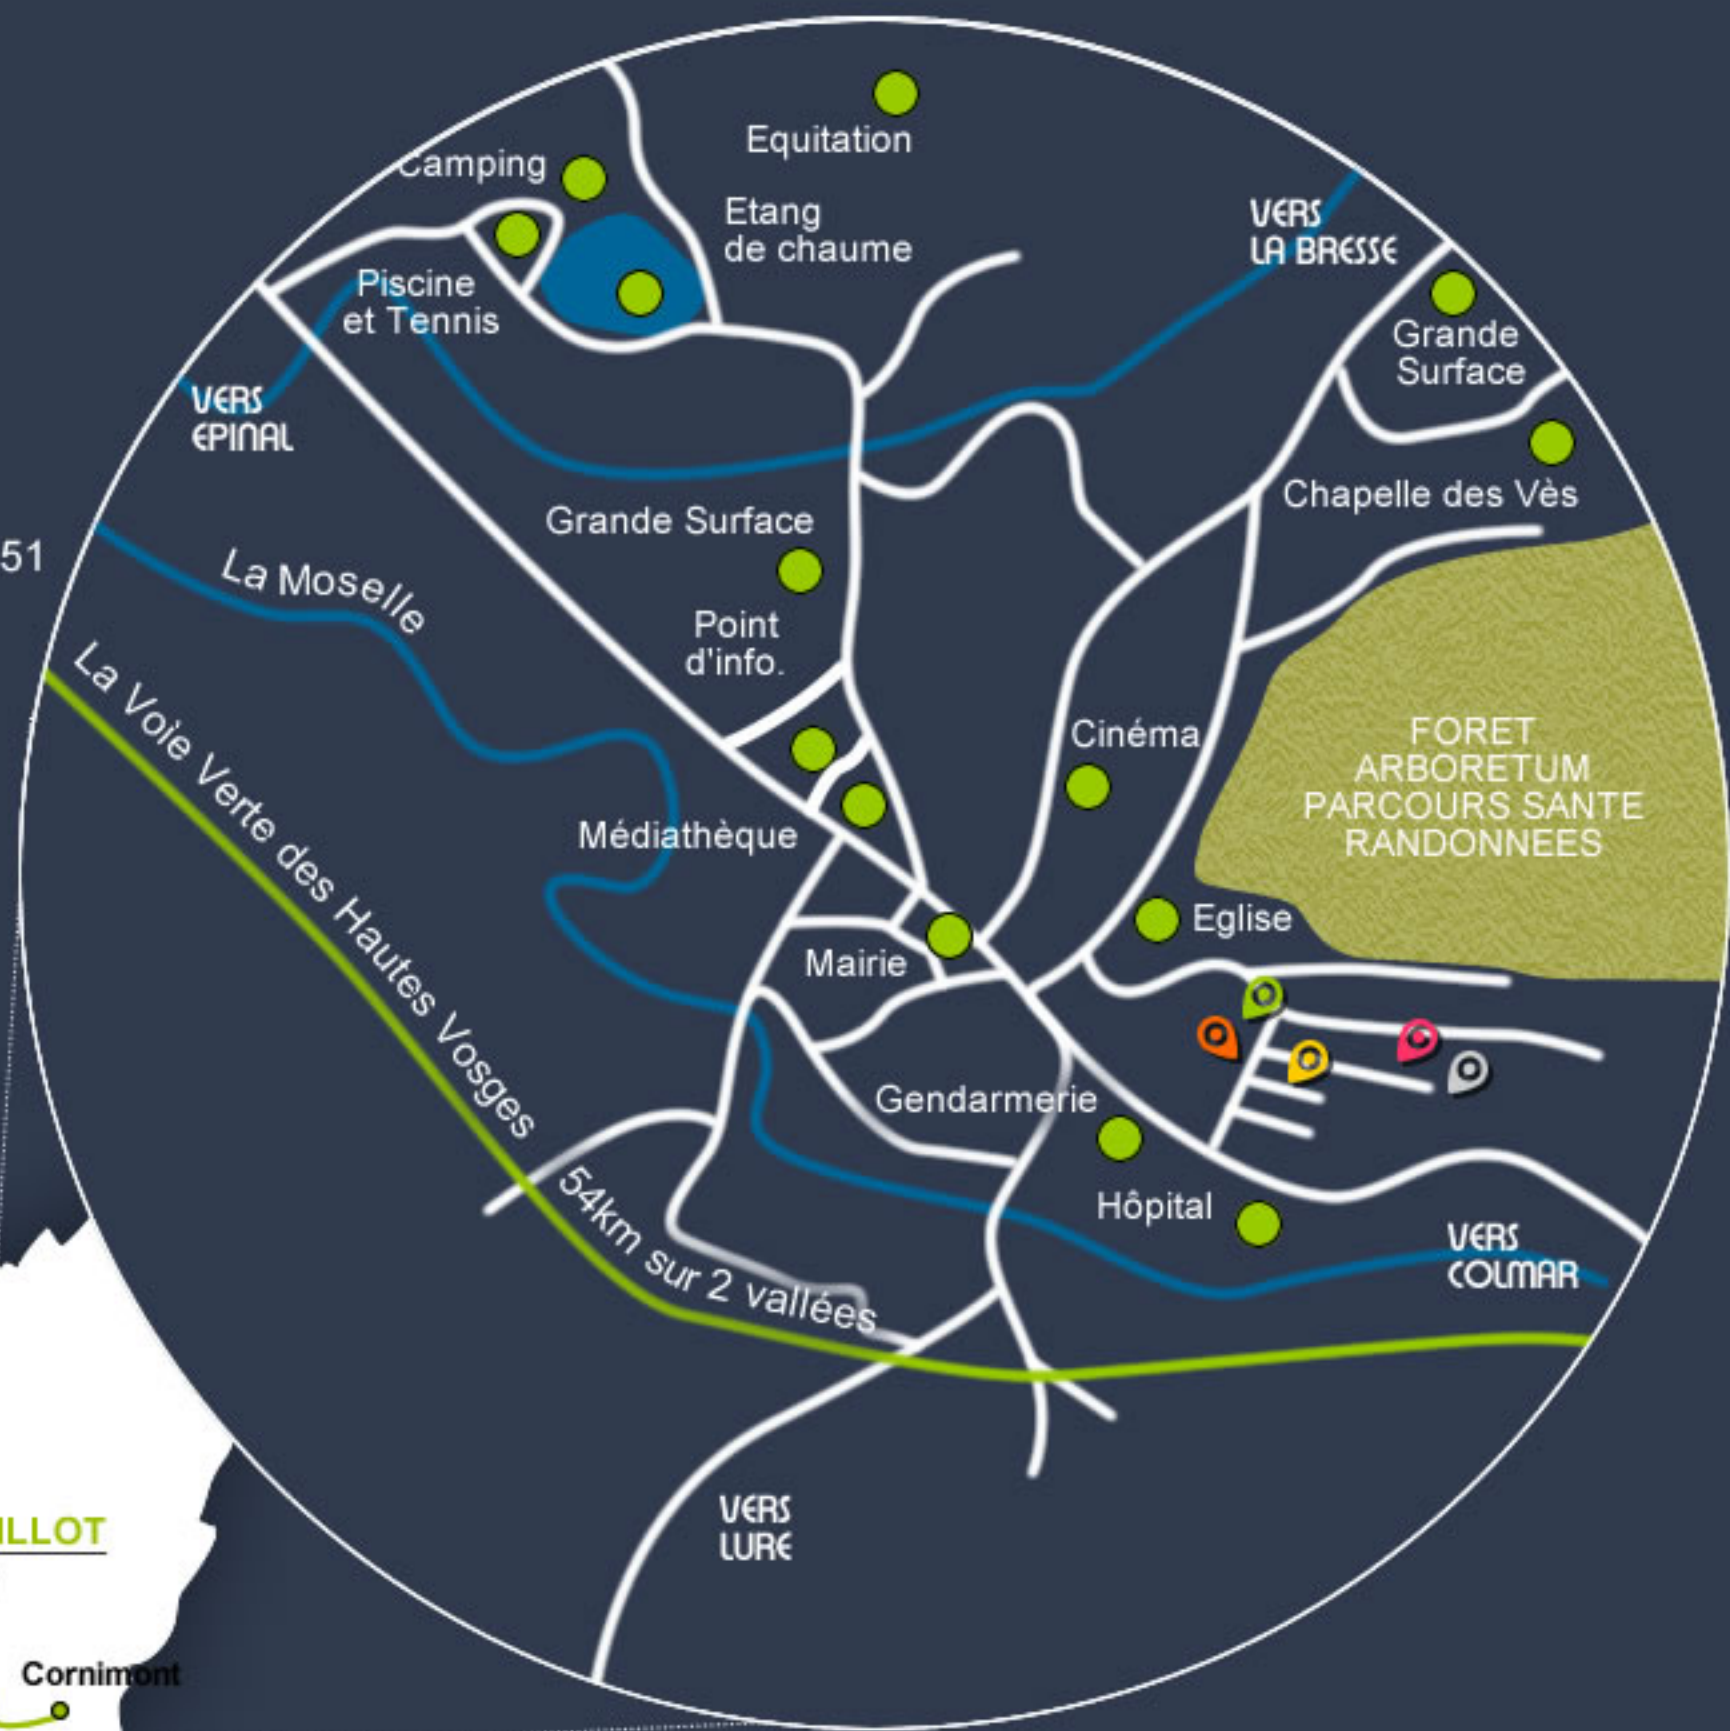 Equitation
Camping
Etang
de chaume
VERS
LA BRESSE
Piscine
et Tennis
Grande
Surface
VERS
EPINAL
Chapelle des Vès
Grande Surface
51
La Moselle
Point
d'info.
La Voie Verte des Hautes Vosges
Cinéma
FORET
ARBORETUM
PARCOURS SANTE
RANDONNEES
Médiathèque
Eglise
Mairie
Gendarmerie
54km sur 2 vallées
Hôpital
VERS
COLMAR
VERS
LURE
ILLOT
Cornimont